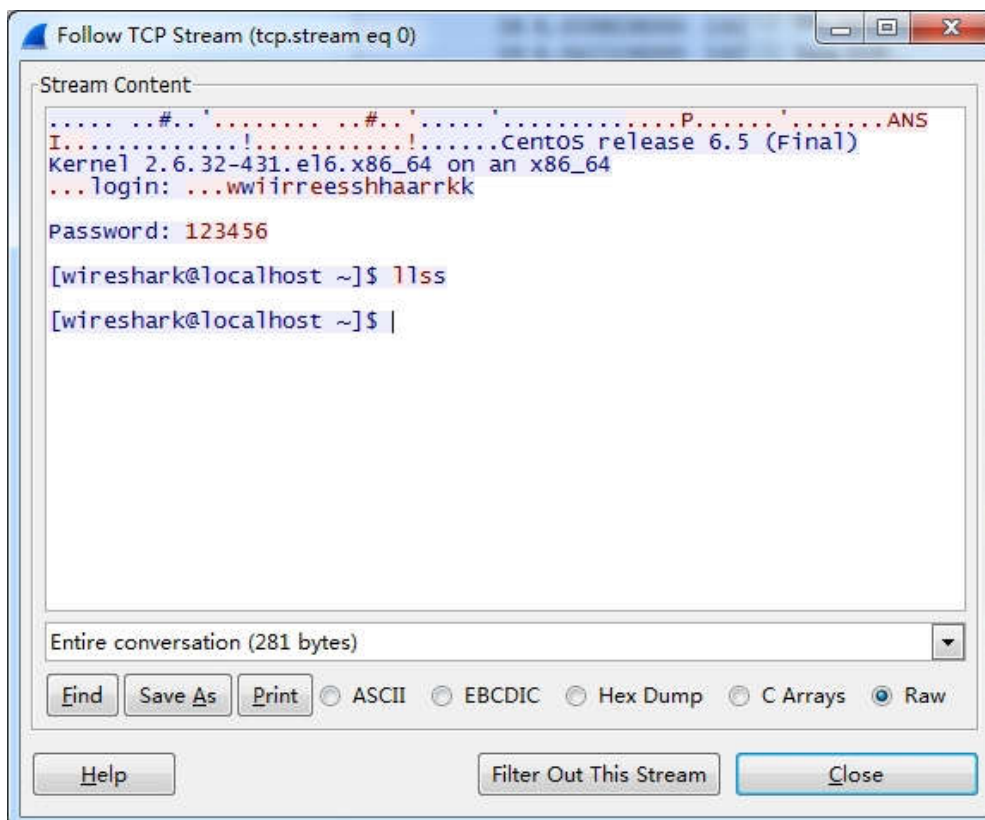 Follow TCP Stream (tcp.stream eq 0)
Stream Content
..... ..#..'........ ..#..'.....'.............P......'.......ANS
I.............!...........!......CentOS release 6.5 (Final)
Kernel 2.6.32-431.el6.x86_64 on an x86_64
...login: ...wwiirreesshhaarrkk
Password: 123456
[wireshark@localhost ~]$ llss
[wireshark@localhost ~]$
Entire conversation (281 bytes)
Find Save As Print ASCII EBCDIC Hex Dump C Arrays Raw
Help Filter Out This Stream Close